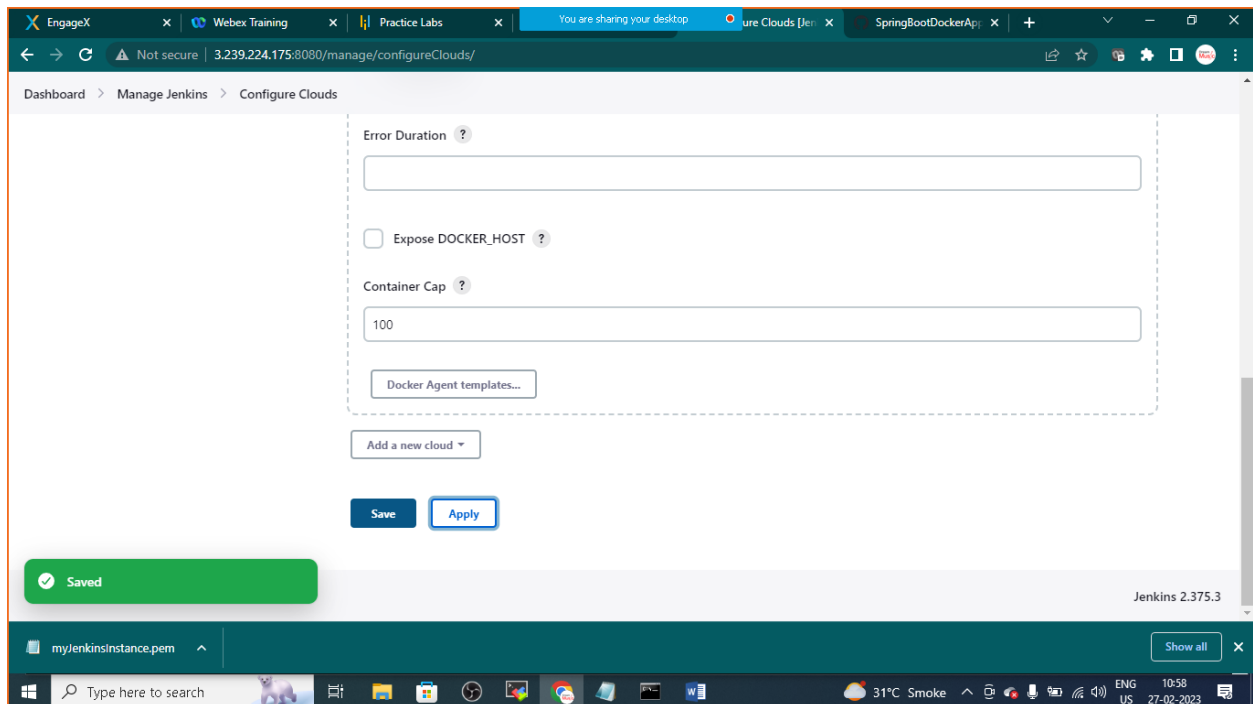 EngageX
Webex Training
Practice Labs
You are sharing your desktop
ure Clouds [Jen
SpringBootDockerApp
Not secure | 3.239.224.175:8080/manage/configureClouds/
Dashboard > Manage Jenkins > Configure Clouds
Error Duration ?
Expose DOCKER_HOST ?
Container Cap ?
100
Docker Agent templates...
Add a new cloud
Save Apply
Saved
Jenkins 2.375.3
myJenkinsInstance.pem
Show all
Type here to search
31°C Smoke
ENG
US
10:58
27-02-2023